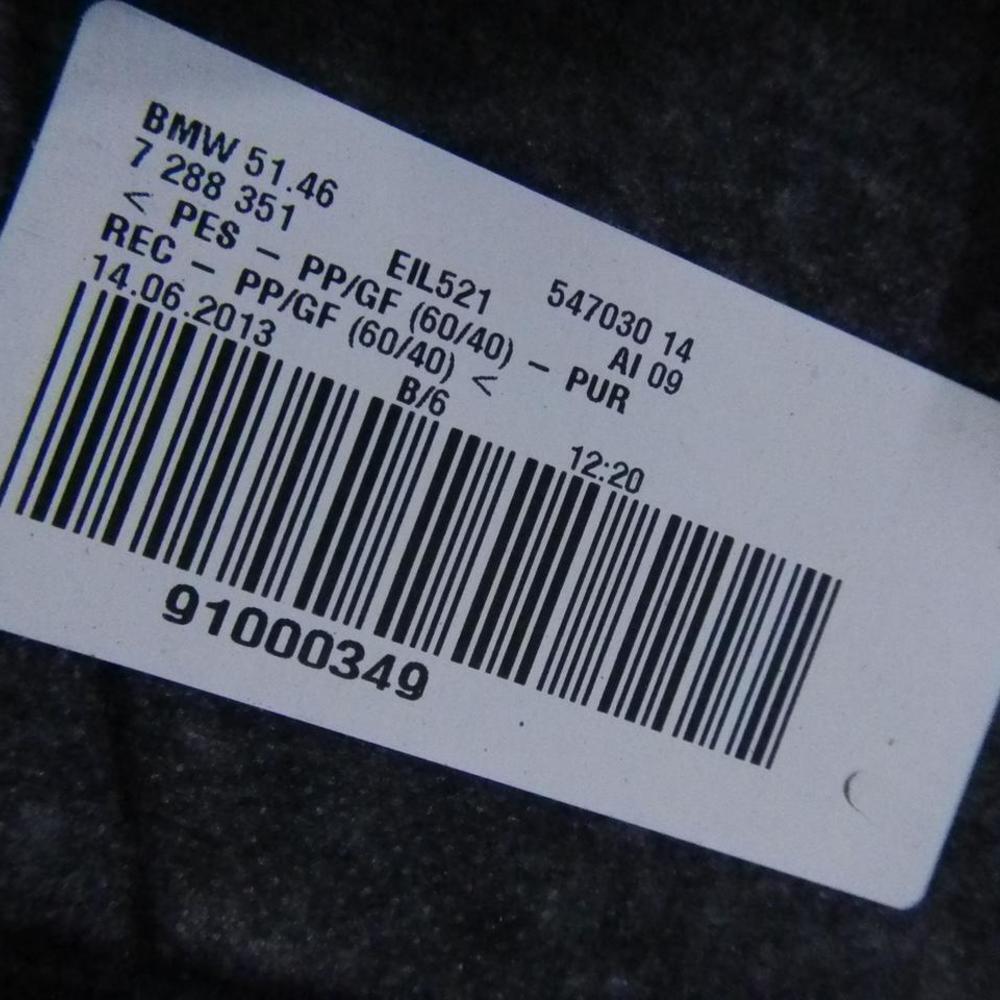 BMW 51.46
7 288 351 EIL521 547030 14
< PES – PP/GF (60/40) – PUR AI 09
REC – PP/GF (60/40) <
14.06.2013 B/6 12:20
91000349